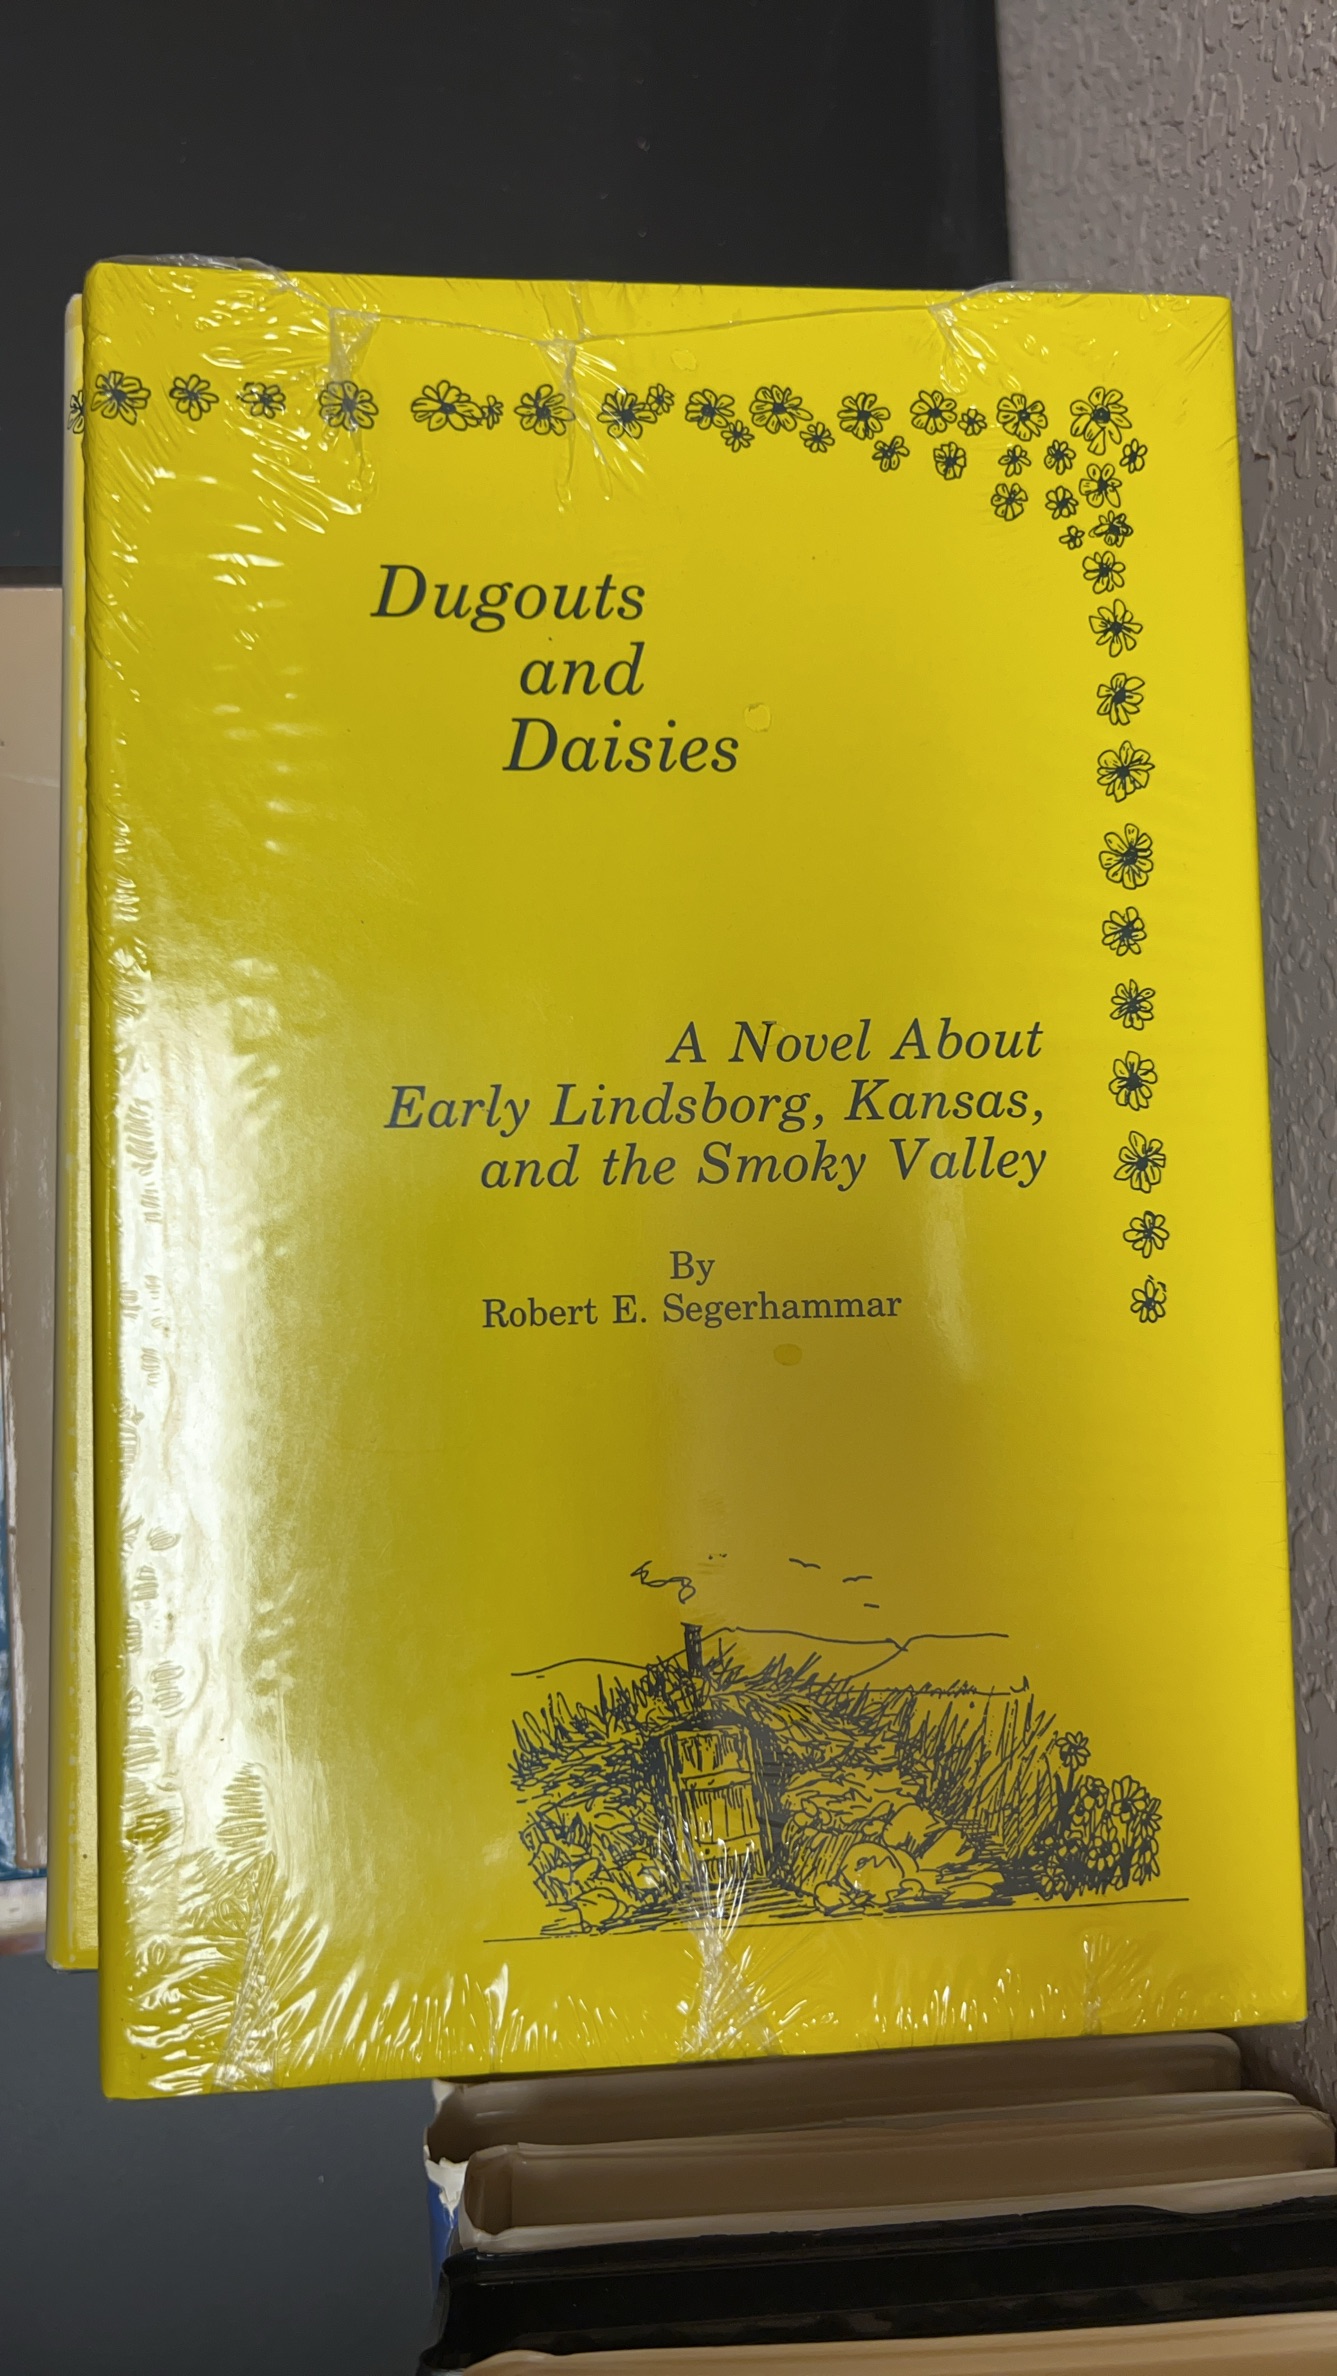 Dugouts
and
Daisies
A Novel About
Early Lindsborg, Kansas,
and the Smoky Valley
By
Robert E. Segerhammar